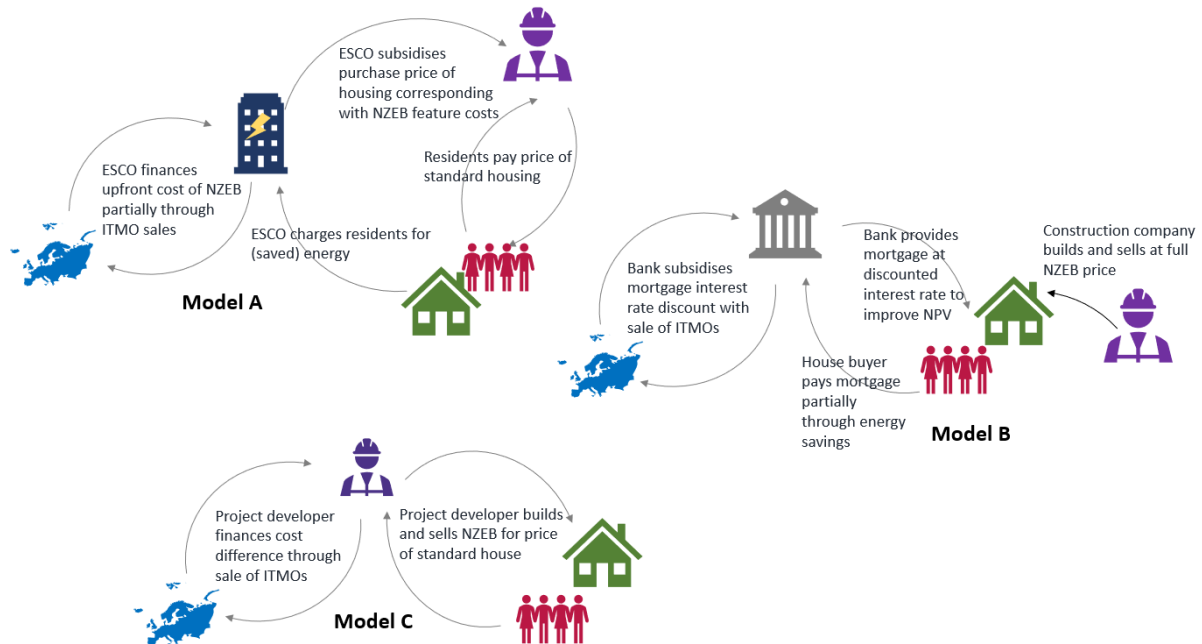 ESCO subsidises
purchase price of
housing corresponding
with NZEB feature costs
ESCO finances
upfront cost of NZEB
partially through
ITMO sales
Residents pay price of
standard housing
ESCO charges residents for
(saved) energy
Model A
Bank subsidises
mortgage interest
rate discount with
sale of ITMOs
Bank provides
mortgage at
discounted
interest rate to
improve NPV
Construction company
builds and sells at full
NZEB price
House buyer
pays mortgage
partially
through energy
savings
Model B
Project developer
finances cost
difference through
sale of ITMOs
Project developer builds
and sells NZEB for price
of standard house
Model C